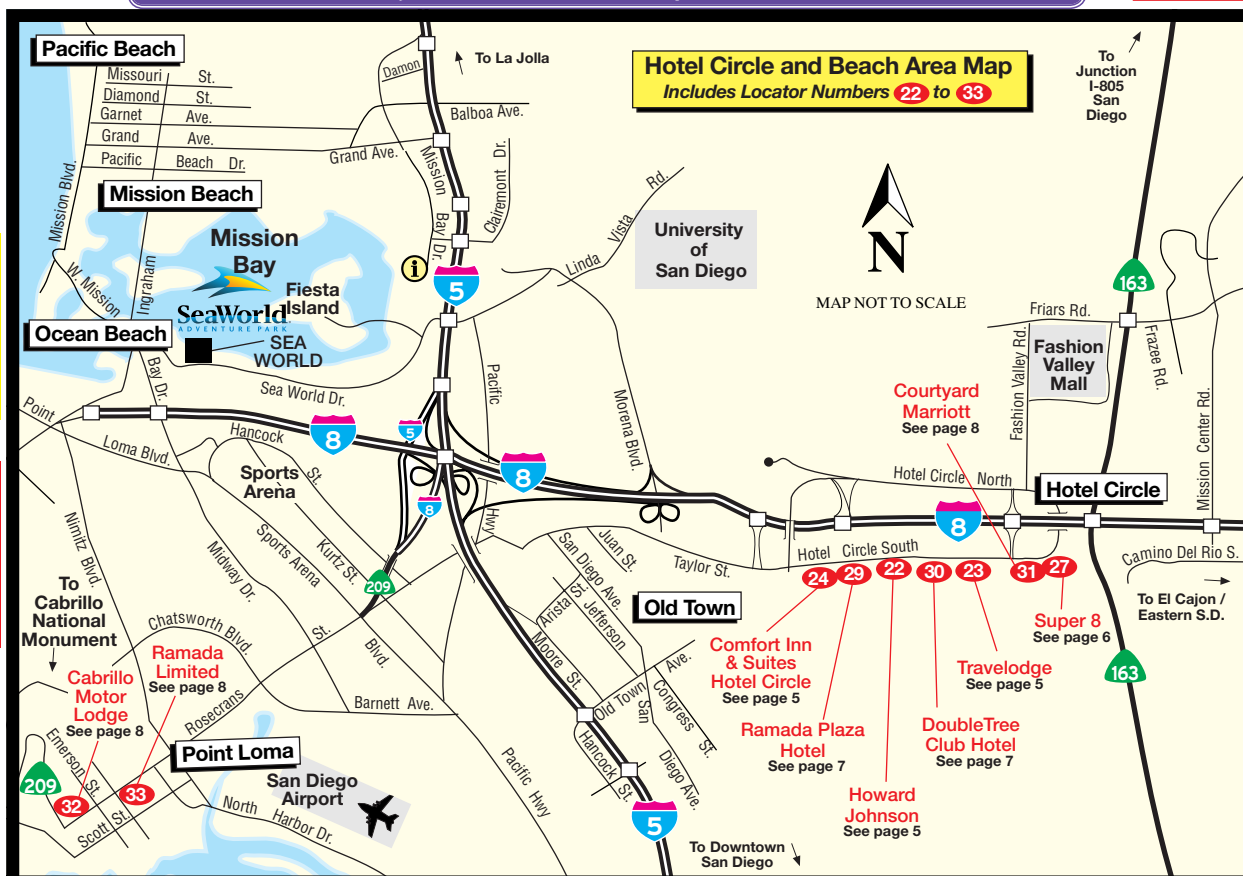 Pacific Beach
Missouri St.
Diamond St.
Garnet Ave.
Grand Ave.
Pacific Beach Dr.
Mission Blvd.
Damon
To La Jolla
Balboa Ave.
Grand Ave.
Mission Bay Dr.
Clairemont Dr.
Hotel Circle and Beach Area Map
Includes Locator Numbers 22 to 33
To
Junction
I-805
San
Diego
Mission Beach
Mission
Bay
Ingraham
W. Mission
Bay Dr.
SeaWorld
ADVENTURE PARK
Fiesta
Island
SEA
WORLD
i
5
Linda Vista Rd.
University
of
San Diego
N
MAP NOT TO SCALE
163
Friars Rd.
Frazee Rd.
Fashion Valley Rd.
Fashion
Valley
Mall
Mission Center Rd.
Ocean Beach
Sea World Dr.
Pacific
Hwy
Morena Blvd.
Courtyard
Marriott
See page 8
Point
Loma Blvd.
Hancock
St.
8
5
8
8
Sports
Arena
Hotel Circle North
Hotel Circle
8
Nimitz Blvd.
Midway Dr.
Sports Arena
Blvd.
Kurtz St.
209
Taylor St.
Juan St.
San Diego Ave.
Jefferson
Arista St.
Moore St.
Old Town
Old Town Ave.
Congress St.
San
Diego Ave.
Hancock St.
Hotel Circle South
24
29
22
30
23
31
27
Camino Del Rio S.
To El Cajon /
Eastern S.D.
Super 8
See page 6
163
Comfort Inn
& Suites
Hotel Circle
See page 5
Travelodge
See page 5
Ramada Plaza
Hotel
See page 7
DoubleTree
Club Hotel
See page 7
Howard
Johnson
See page 5
To
Cabrillo
National
Monument
Chatsworth Blvd.
Cabrillo
Motor
Lodge
See page 8
Ramada
Limited
See page 8
Rosecrans
St.
Barnett Ave.
Point Loma
San Diego
Airport
Pacific Hwy
209
Emerson St.
32
33
Scott St.
North
Harbor Dr.
5
To Downtown
San Diego